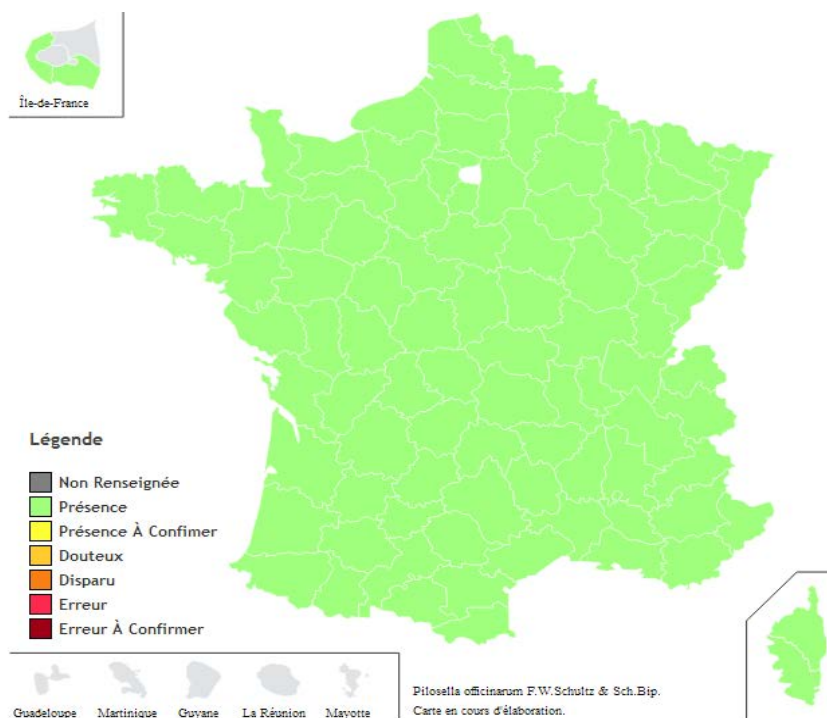 Île-de-France
Légende
Non Renseignée
Présence
Présence À Confimer
Douteux
Disparu
Erreur
Erreur À Confirmer
Guadeloupe Martinique Guyane La Réunion Mayotte
Pilosella officinarum F.W.Schultz & Sch.Bip.
Carte en cours d'élaboration.